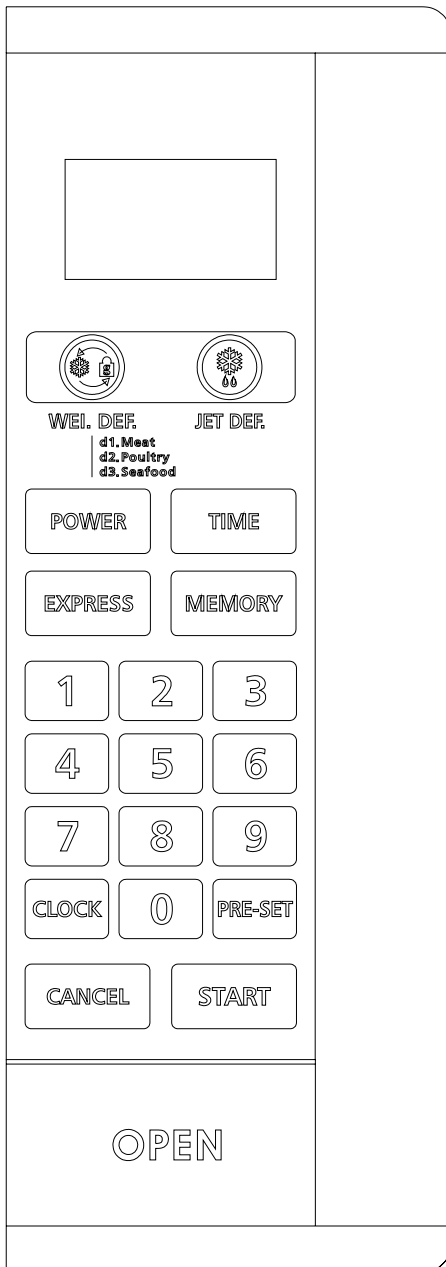 WEI. DEF. JET DEF.
d1.Meat
d2.Poultry
d3.Seafood
POWER TIME
EXPRESS MEMORY
1 2 3
4 5 6
7 8 9
CLOCK 0 PRE-SET
CANCEL START
OPEN